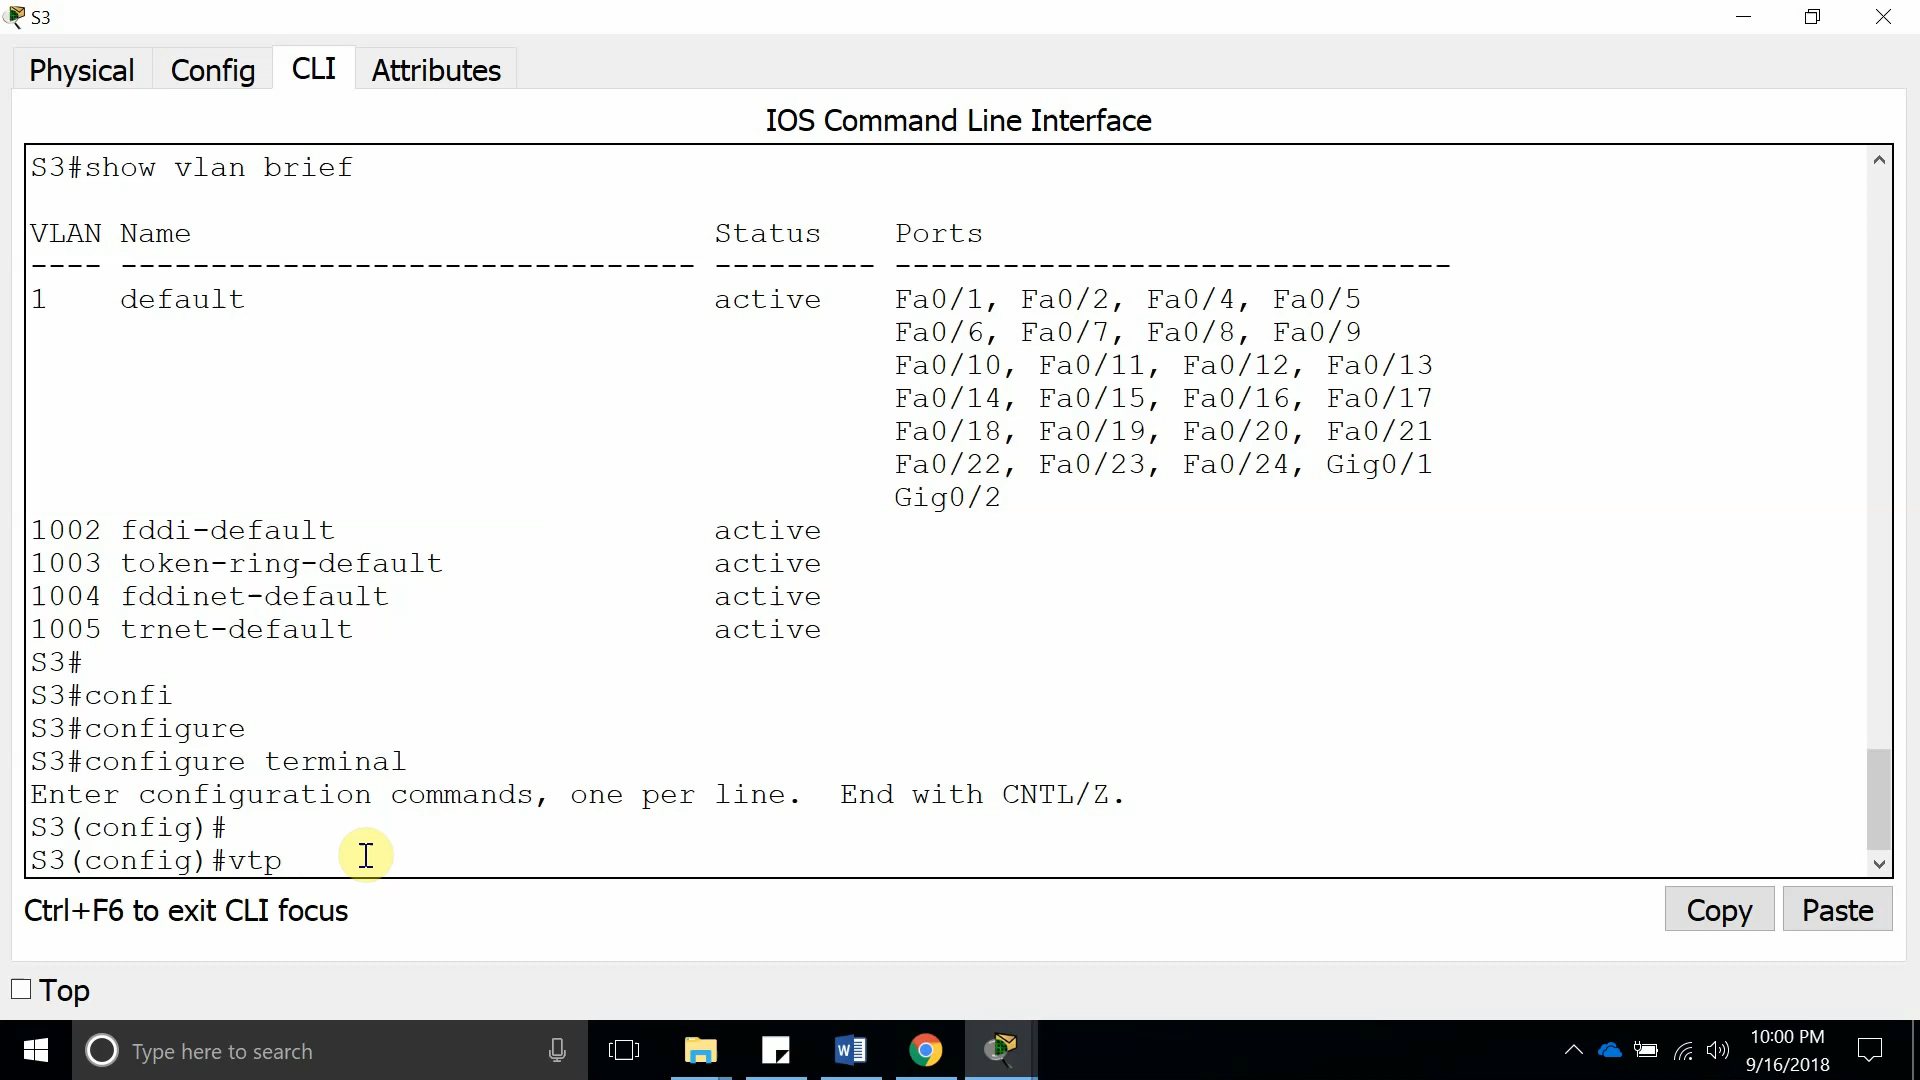 S3
Physical Config CLI Attributes
IOS Command Line Interface
S3#show vlan brief
VLAN Name Status Ports
---- -------------------------------- --------- -------------------------------
1 default active Fa0/1, Fa0/2, Fa0/4, Fa0/5
Fa0/6, Fa0/7, Fa0/8, Fa0/9
Fa0/10, Fa0/11, Fa0/12, Fa0/13
Fa0/14, Fa0/15, Fa0/16, Fa0/17
Fa0/18, Fa0/19, Fa0/20, Fa0/21
Fa0/22, Fa0/23, Fa0/24, Gig0/1
Gig0/2
1002 fddi-default active
1003 token-ring-default active
1004 fddinet-default active
1005 trnet-default active
S3#
S3#confi
S3#configure
S3#configure terminal
Enter configuration commands, one per line. End with CNTL/Z.
S3(config)#
S3(config)#vtp
Ctrl+F6 to exit CLI focus
Copy Paste
Top
Type here to search
10:00 PM
9/16/2018